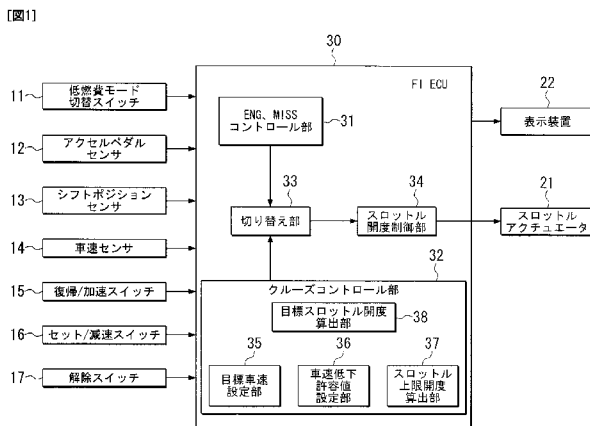 [図1]
30
FI ECU
11
低燃費モード
切替スイッチ
12
アクセルペダル
センサ
13
シフトポジション
センサ
14
車速センサ
15
復帰/加速スイッチ
16
セット/減速スイッチ
17
解除スイッチ
ENG、MISS
コントロール部
31
33
切り替え部
34
スロットル
開度制御部
32
クルーズコントロール部
目標スロットル開度
算出部
38
35
目標車速
設定部
36
車速低下
許容値
設定部
37
スロットル
上限開度
算出部
22
表示装置
21
スロットル
アクチュエータ